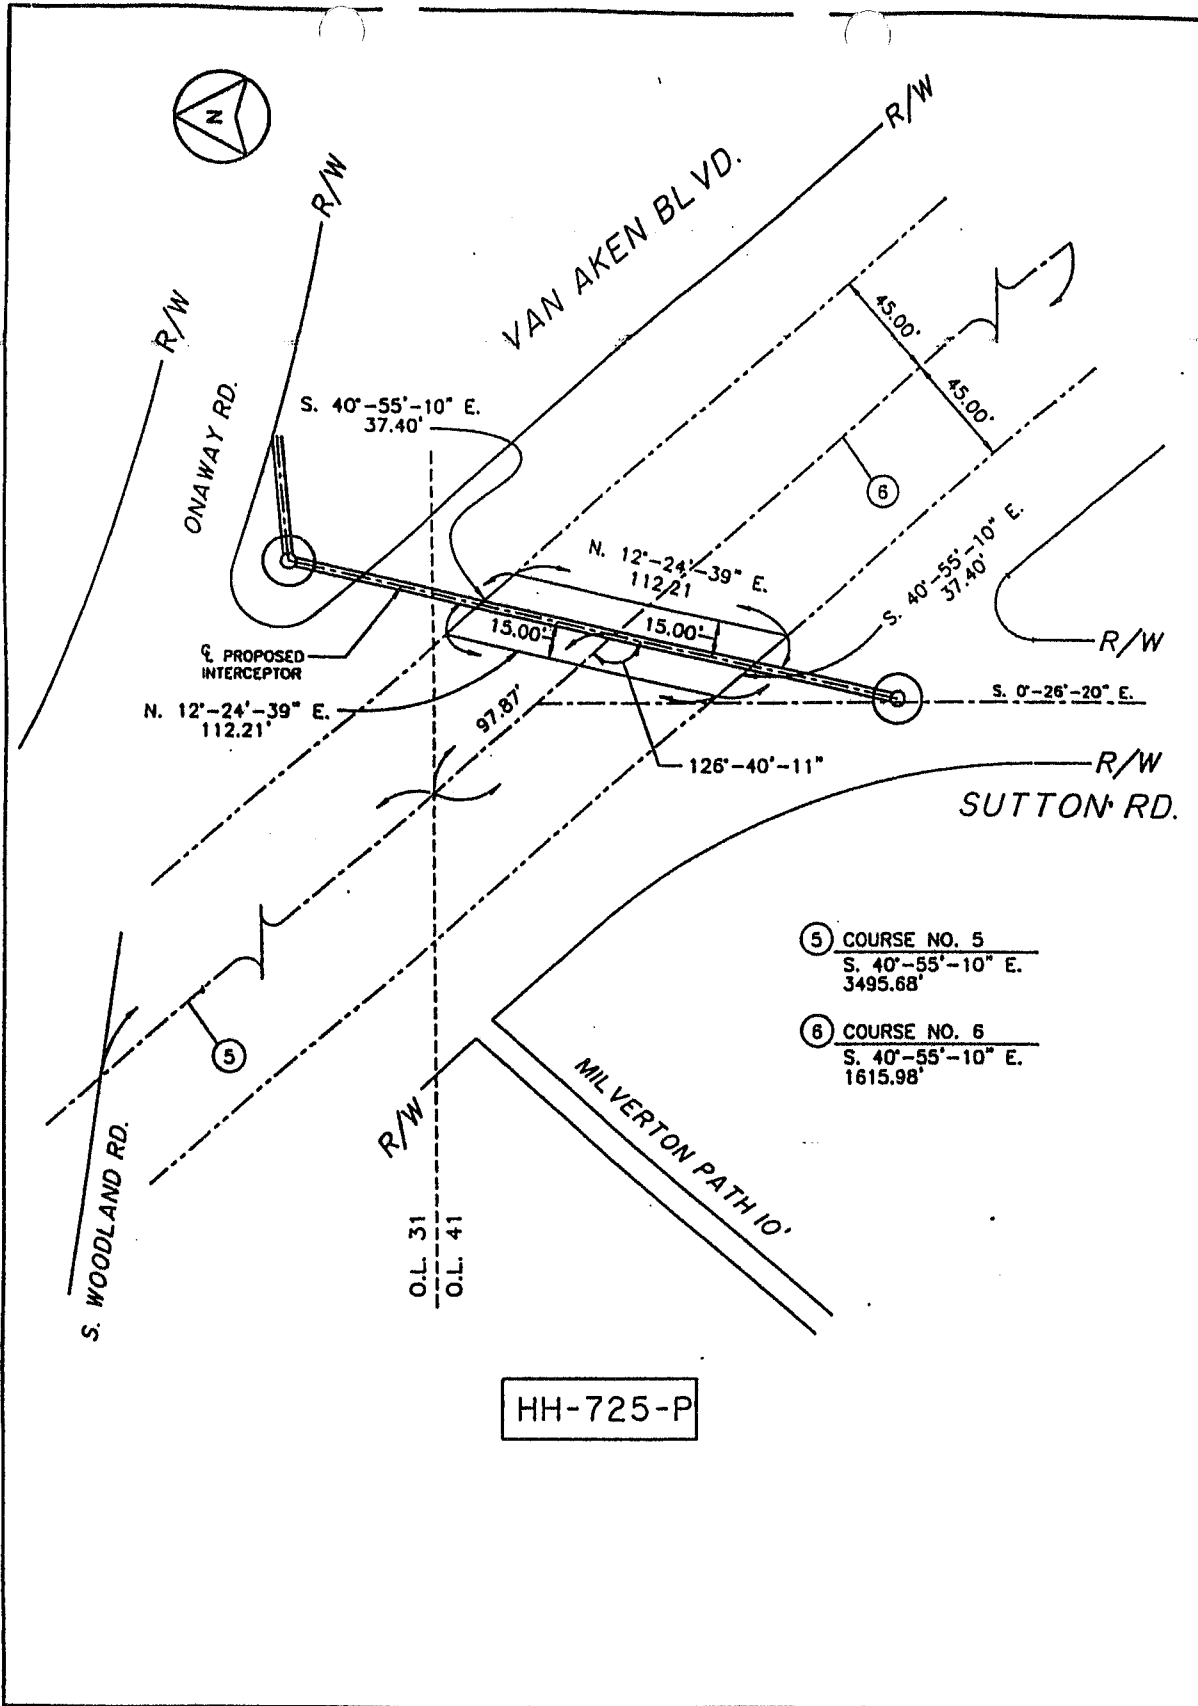 N
R/W
R/W
R/W
VAN AKEN BLVD.
ONAWAY RD.
S. 40°-55'-10" E.
37.40'
45.00'
45.00'
6
N. 12°-24'-39" E.
112.21'
S. 40°-55'-10" E.
37.40'
15.00'
15.00'
R/W
℄ PROPOSED
INTERCEPTOR
N. 12°-24'-39" E.
112.21'
S. 0°-26'-20" E.
97.87'
126°-40'-11"
R/W
SUTTON RD.
5 COURSE NO. 5
S. 40°-55'-10" E.
3495.68'
6 COURSE NO. 6
S. 40°-55'-10" E.
1615.98'
5
R/W
MILVERTON PATH 10'
S. WOODLAND RD.
O.L. 31
O.L. 41
HH-725-P